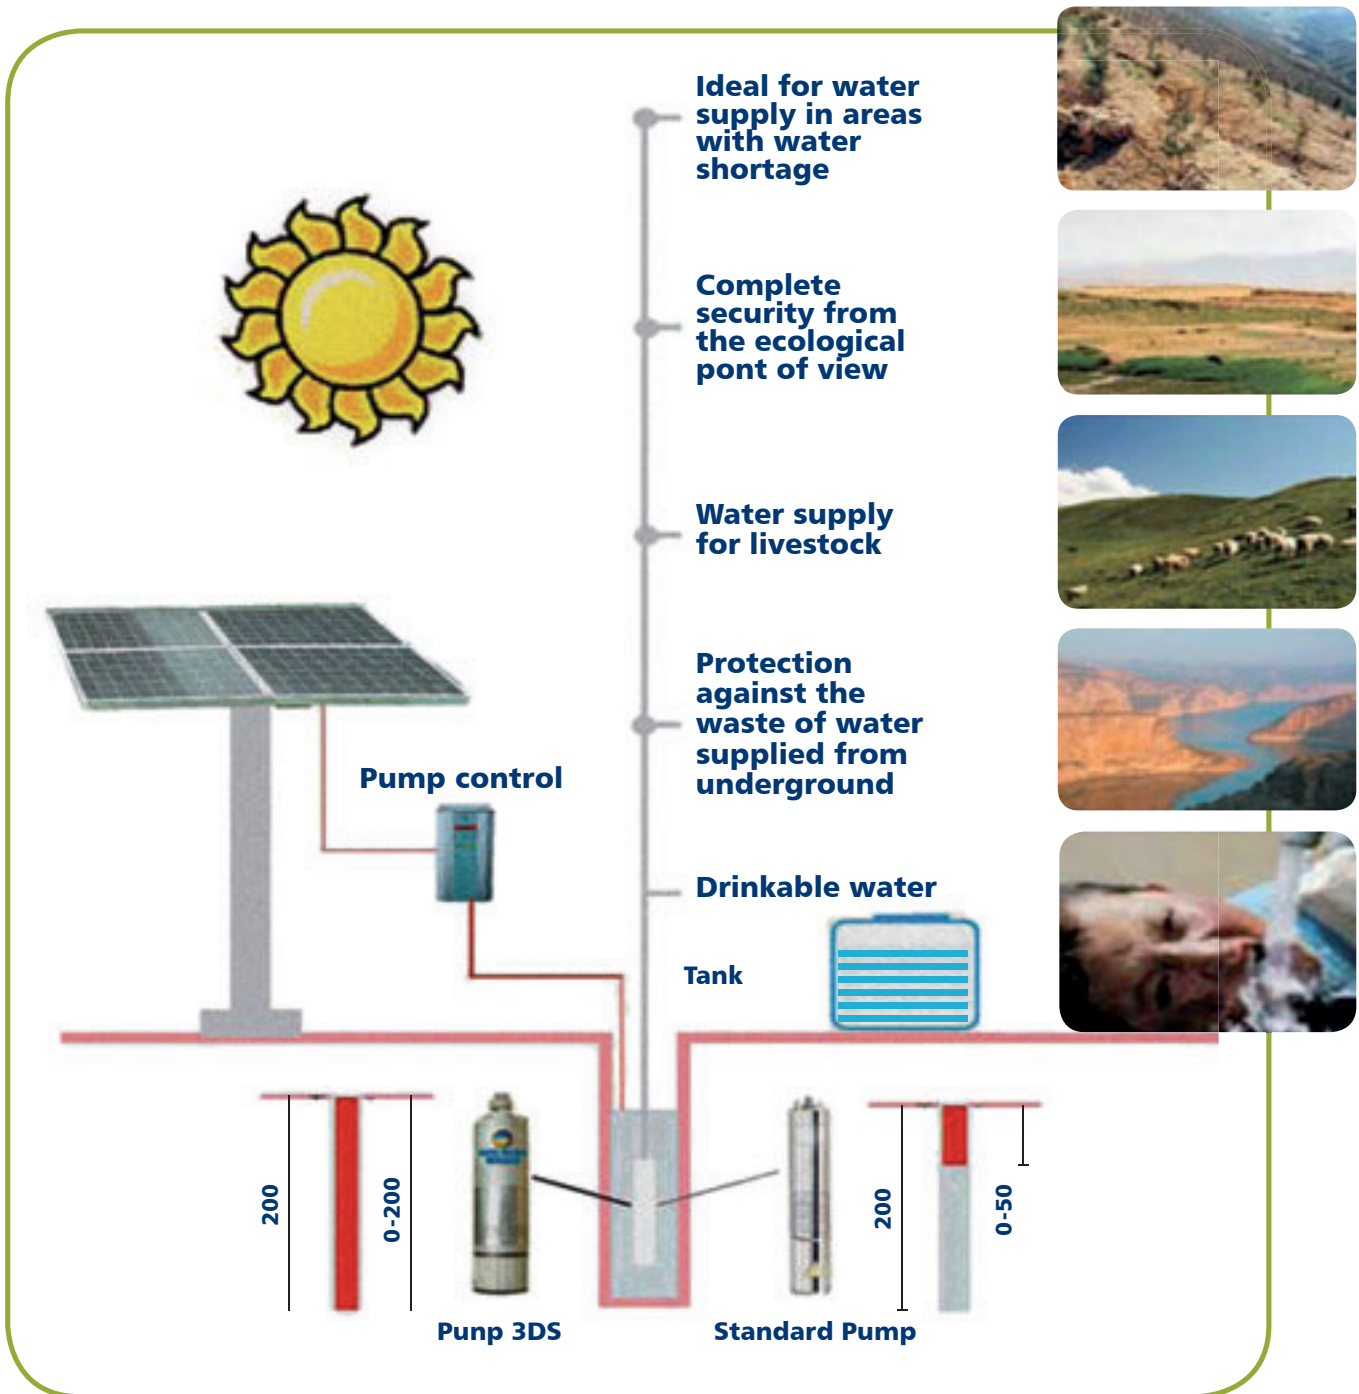 Ideal for water
supply in areas
with water
shortage
Complete
security from
the ecological
pont of view
Water supply
for livestock
Protection
against the
waste of water
supplied from
underground
Pump control
Drinkable water
Tank
200
0-200
200
0-50
Punp 3DS
Standard Pump